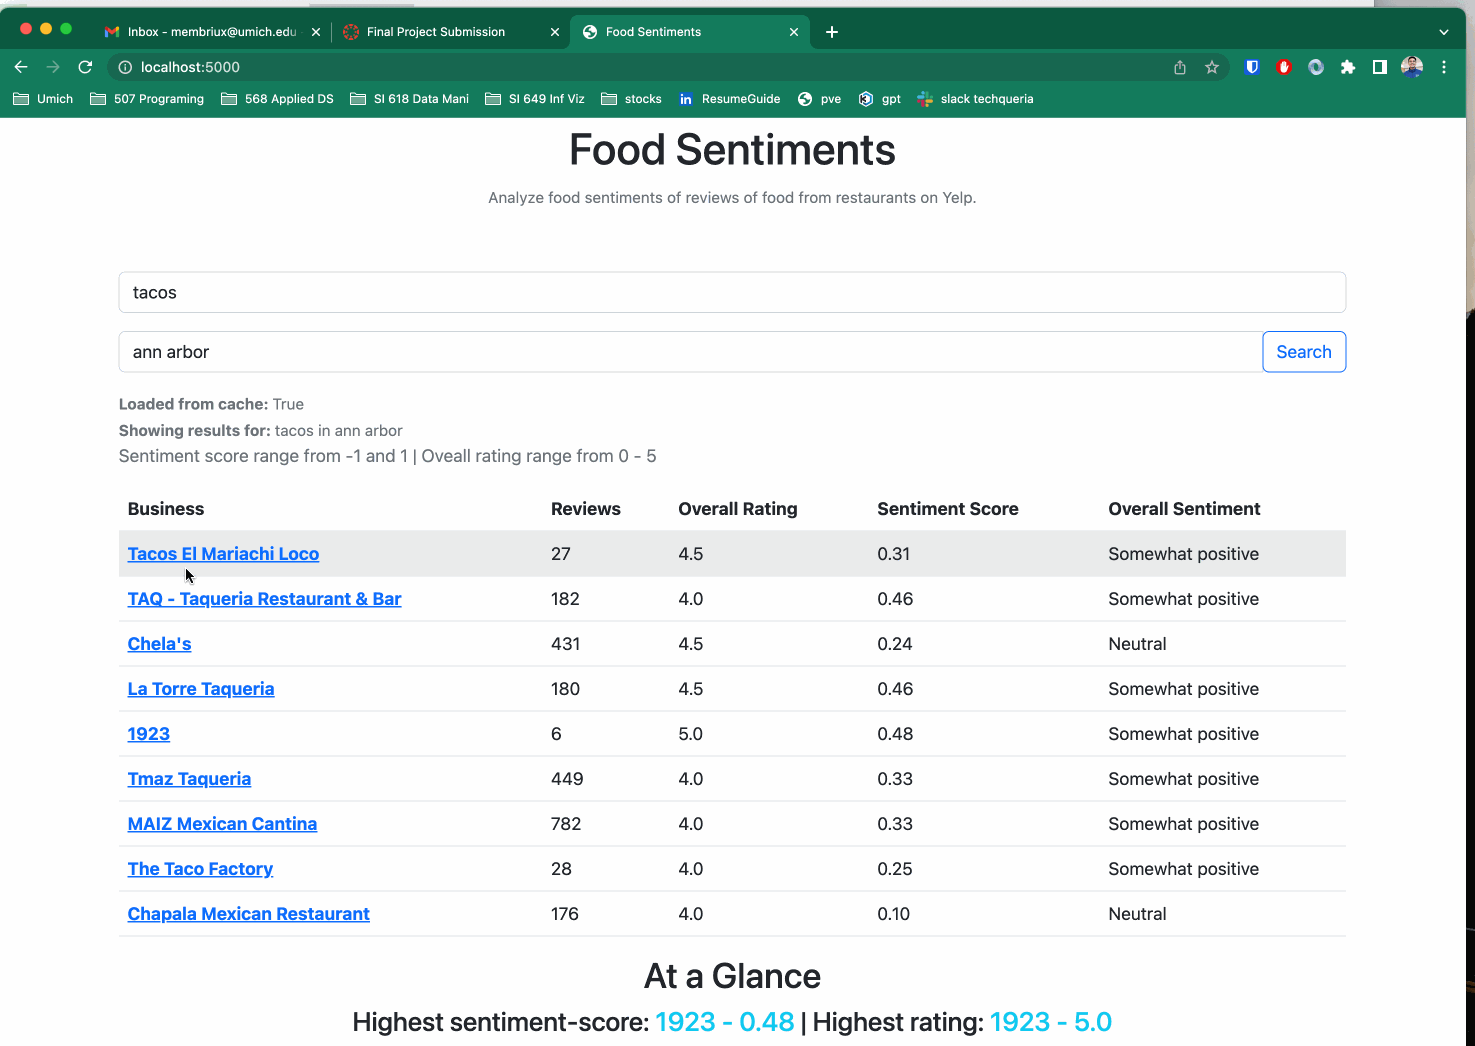 Inbox - membriux@umich.edu
Final Project Submission
Food Sentiments
localhost:5000
Umich
507 Programing
568 Applied DS
SI 618 Data Mani
SI 649 Inf Viz
stocks
in ResumeGuide
pve
gpt
slack techqueria
Food Sentiments
Analyze food sentiments of reviews of food from restaurants on Yelp.
tacos
ann arbor
Search
Loaded from cache: True
Showing results for: tacos in ann arbor
Sentiment score range from -1 and 1 | Oveall rating range from 0 - 5
Business Reviews Overall Rating Sentiment Score Overall Sentiment
Tacos El Mariachi Loco 27 4.5 0.31 Somewhat positive
TAQ - Taqueria Restaurant & Bar 182 4.0 0.46 Somewhat positive
Chela's 431 4.5 0.24 Neutral
La Torre Taqueria 180 4.5 0.46 Somewhat positive
1923 6 5.0 0.48 Somewhat positive
Tmaz Taqueria 449 4.0 0.33 Somewhat positive
MAIZ Mexican Cantina 782 4.0 0.33 Somewhat positive
The Taco Factory 28 4.0 0.25 Somewhat positive
Chapala Mexican Restaurant 176 4.0 0.10 Neutral
At a Glance
Highest sentiment-score: 1923 - 0.48 | Highest rating: 1923 - 5.0